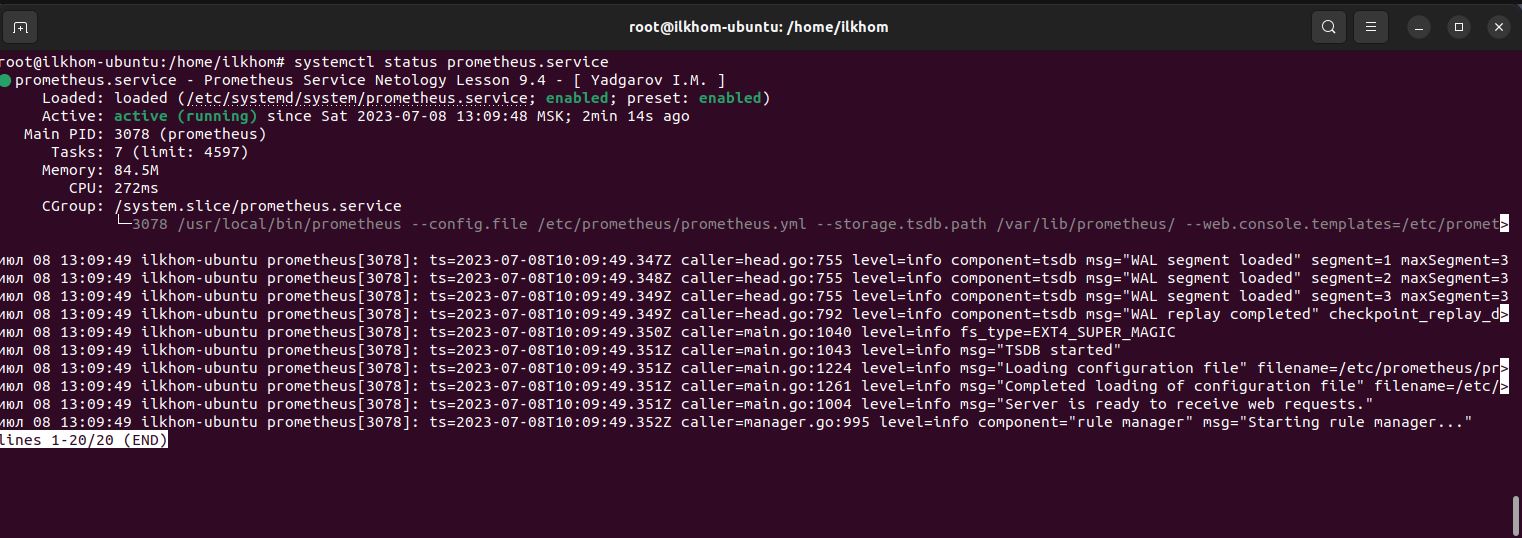 root@ilkhom-ubuntu: /home/ilkhom
root@ilkhom-ubuntu:/home/ilkhom# systemctl status prometheus.service
● prometheus.service - Prometheus Service Netology Lesson 9.4 - [ Yadgarov I.M. ]
Loaded: loaded (/etc/systemd/system/prometheus.service; enabled; preset: enabled)
Active: active (running) since Sat 2023-07-08 13:09:48 MSK; 2min 14s ago
Main PID: 3078 (prometheus)
Tasks: 7 (limit: 4597)
Memory: 84.5M
CPU: 272ms
CGroup: /system.slice/prometheus.service
└─3078 /usr/local/bin/prometheus --config.file /etc/prometheus/prometheus.yml --storage.tsdb.path /var/lib/prometheus/ --web.console.templates=/etc/promet>
июл 08 13:09:49 ilkhom-ubuntu prometheus[3078]: ts=2023-07-08T10:09:49.347Z caller=head.go:755 level=info component=tsdb msg="WAL segment loaded" segment=1 maxSegment=3
июл 08 13:09:49 ilkhom-ubuntu prometheus[3078]: ts=2023-07-08T10:09:49.348Z caller=head.go:755 level=info component=tsdb msg="WAL segment loaded" segment=2 maxSegment=3
июл 08 13:09:49 ilkhom-ubuntu prometheus[3078]: ts=2023-07-08T10:09:49.349Z caller=head.go:755 level=info component=tsdb msg="WAL segment loaded" segment=3 maxSegment=3
июл 08 13:09:49 ilkhom-ubuntu prometheus[3078]: ts=2023-07-08T10:09:49.349Z caller=head.go:792 level=info component=tsdb msg="WAL replay completed" checkpoint_replay_d>
июл 08 13:09:49 ilkhom-ubuntu prometheus[3078]: ts=2023-07-08T10:09:49.350Z caller=main.go:1040 level=info fs_type=EXT4_SUPER_MAGIC
июл 08 13:09:49 ilkhom-ubuntu prometheus[3078]: ts=2023-07-08T10:09:49.351Z caller=main.go:1043 level=info msg="TSDB started"
июл 08 13:09:49 ilkhom-ubuntu prometheus[3078]: ts=2023-07-08T10:09:49.351Z caller=main.go:1224 level=info msg="Loading configuration file" filename=/etc/prometheus/pr>
июл 08 13:09:49 ilkhom-ubuntu prometheus[3078]: ts=2023-07-08T10:09:49.351Z caller=main.go:1261 level=info msg="Completed loading of configuration file" filename=/etc/>
июл 08 13:09:49 ilkhom-ubuntu prometheus[3078]: ts=2023-07-08T10:09:49.351Z caller=main.go:1004 level=info msg="Server is ready to receive web requests."
июл 08 13:09:49 ilkhom-ubuntu prometheus[3078]: ts=2023-07-08T10:09:49.352Z caller=manager.go:995 level=info component="rule manager" msg="Starting rule manager..."
lines 1-20/20 (END)